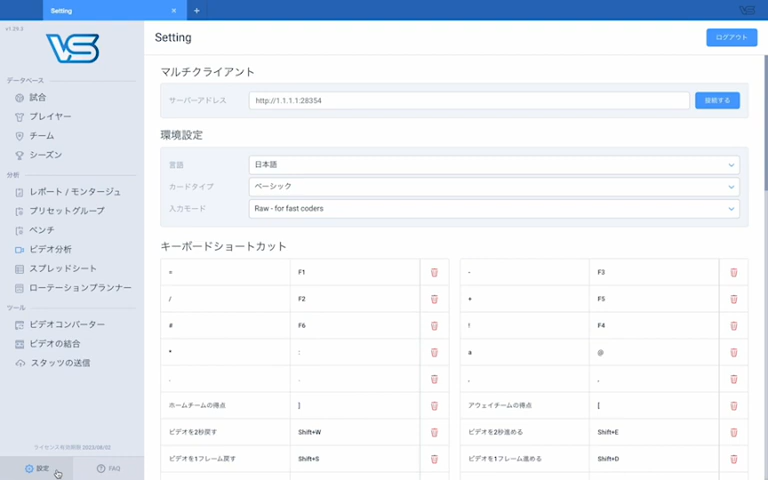 Setting
v1.29.2
VS
データベース
試合
プレイヤー
チーム
シーズン
分析
レポート / モンタージュ
プリセットグループ
ベンチ
ビデオ分析
スプレッドシート
ローテーションプランナー
ツール
ビデオコンバーター
ビデオの結合
スタッツの送信
ライセンス有効期限 2023/08/02
設定
FAQ
Setting
ログアウト
マルチクライアント
サーバーアドレス http://1.1.1.1:28354 接続する
環境設定
言語 日本語
カードタイプ ベーシック
入力モード Raw - for fast coders
キーボードショートカット
= F1 - F3
/ F2 + F5
# F6 ! F4
* : a @
. . , ,
ホームチームの得点 ] アウェイチームの得点 [
ビデオを2秒戻す Shift+W ビデオを2秒進める Shift+E
ビデオを1フレーム戻す Shift+S ビデオを1フレーム進める Shift+D